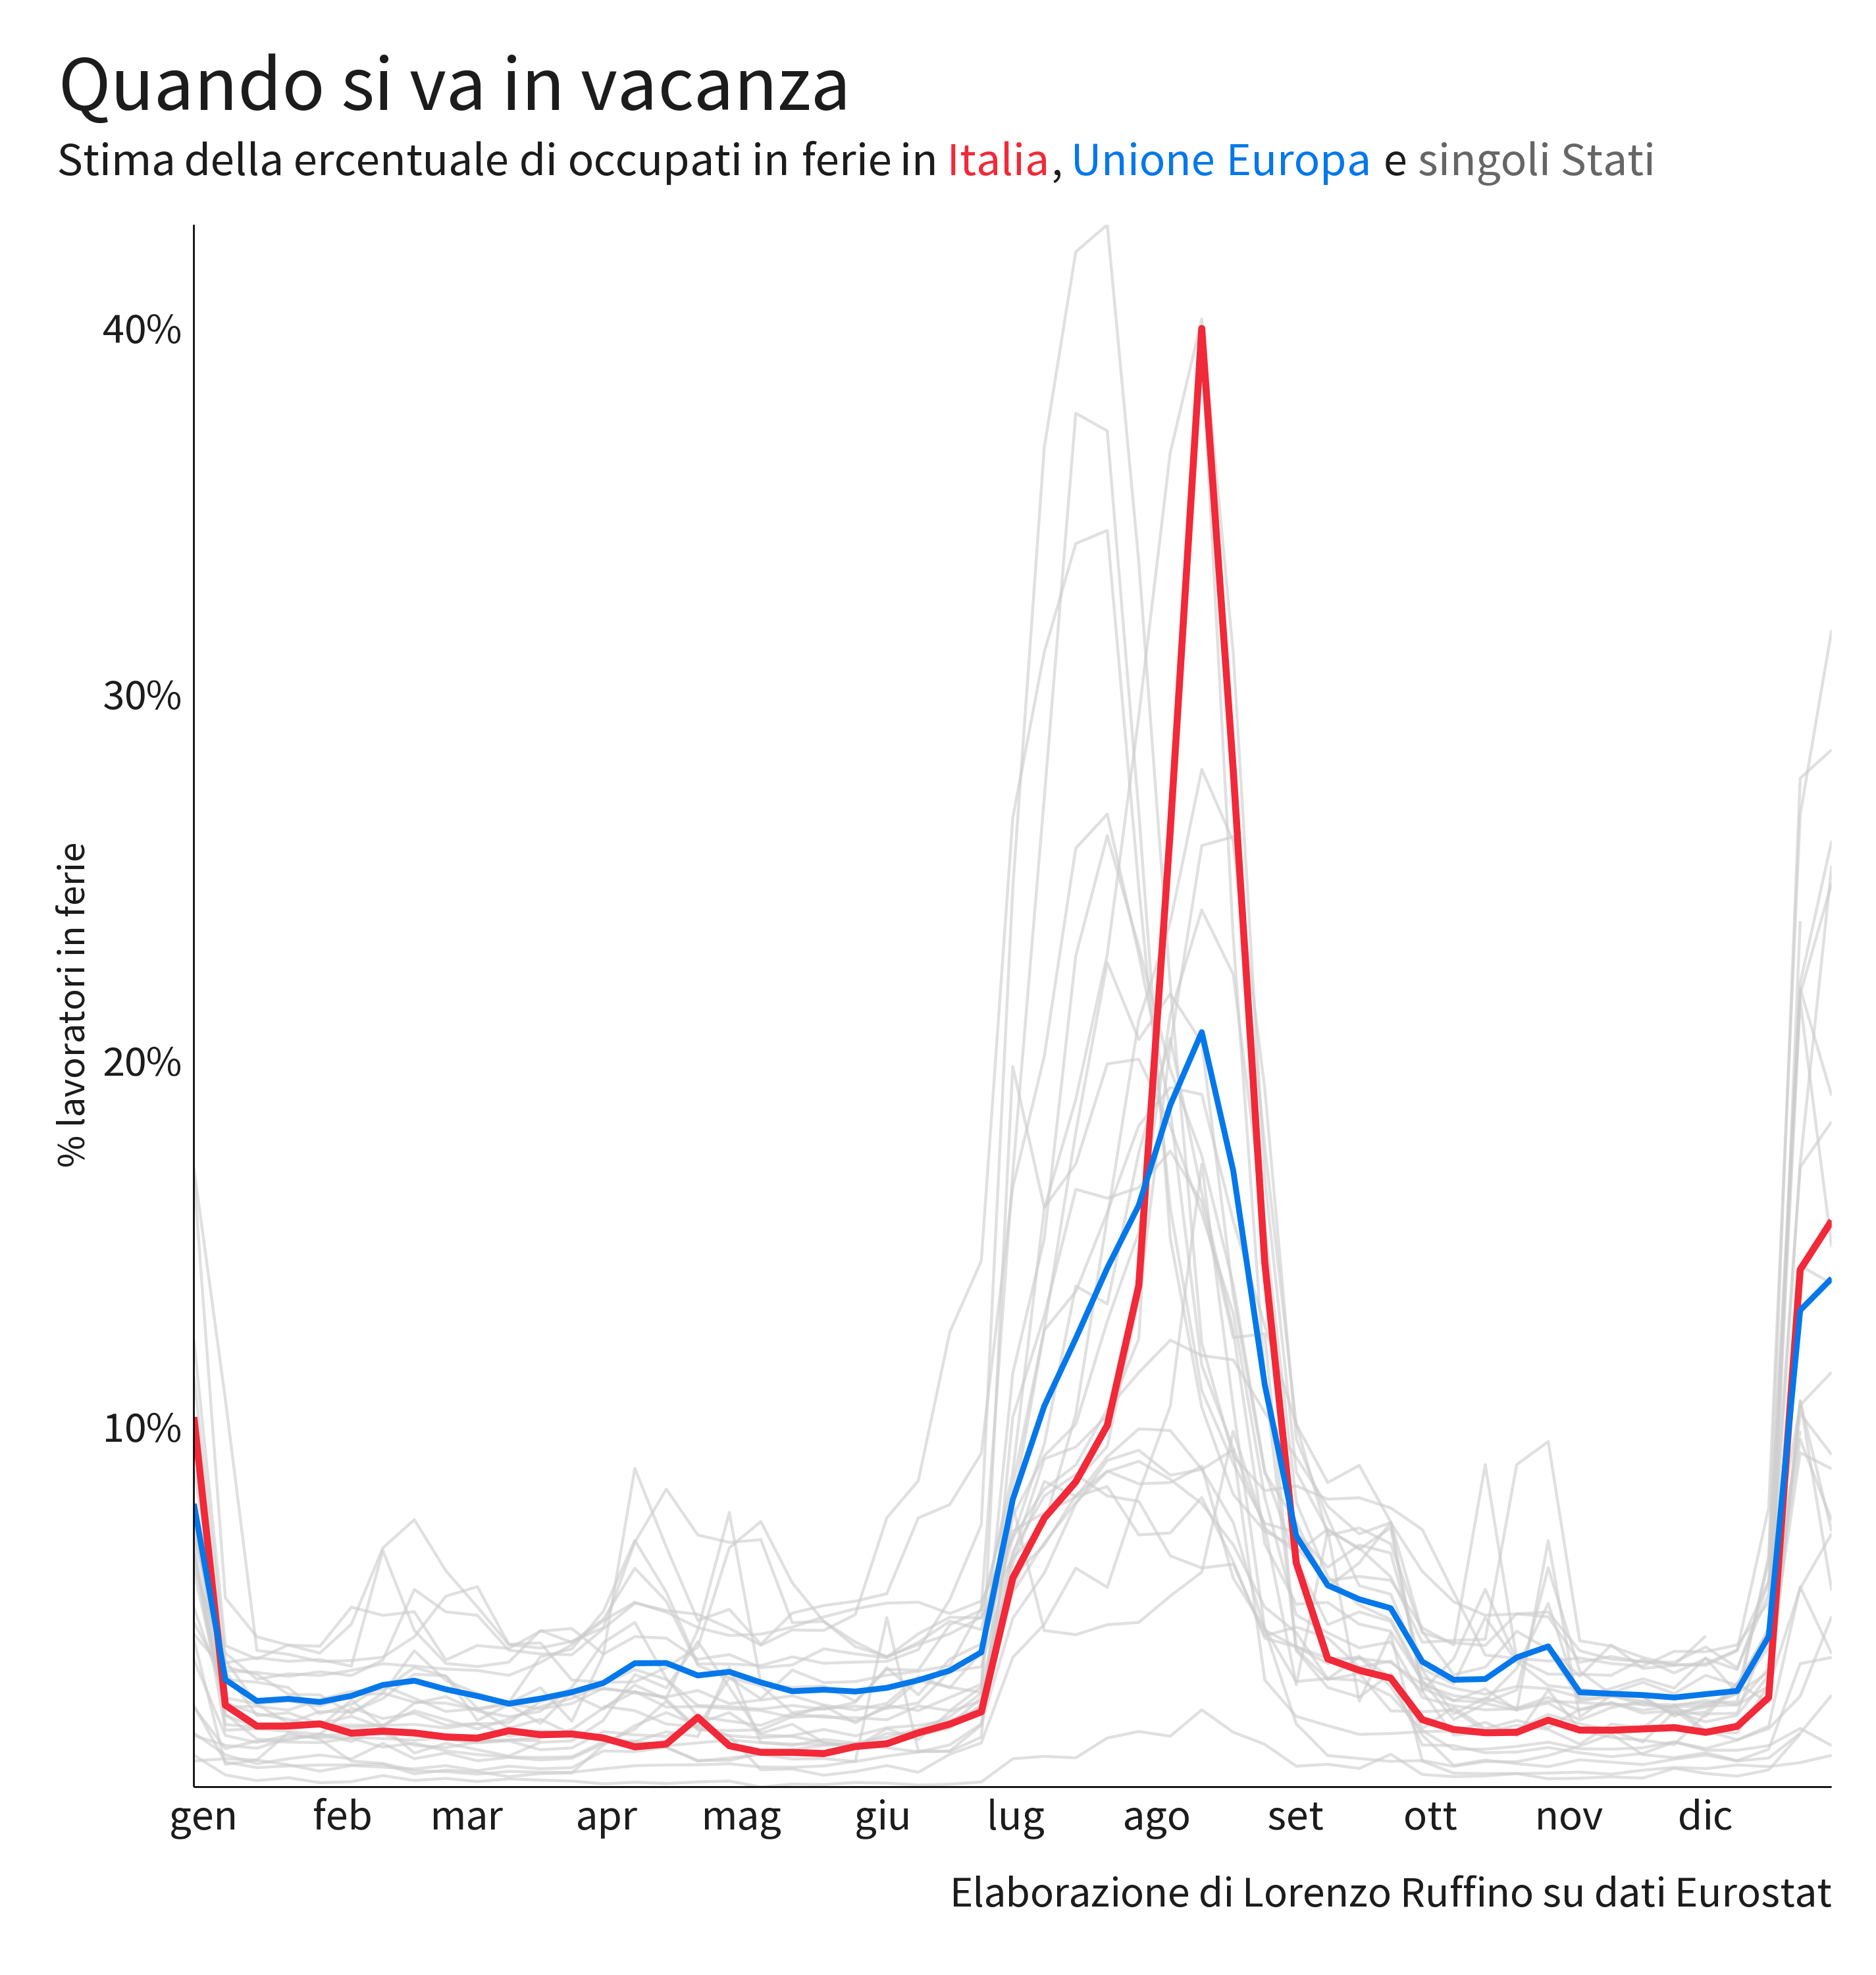 Quando si va in vacanza
Stima della ercentuale di occupati in ferie in Italia, Unione Europa e singoli Stati
40%
30%
20%
10%
% lavoratori in ferie
gen feb mar apr mag giu lug ago set ott nov dic
Elaborazione di Lorenzo Ruffino su dati Eurostat